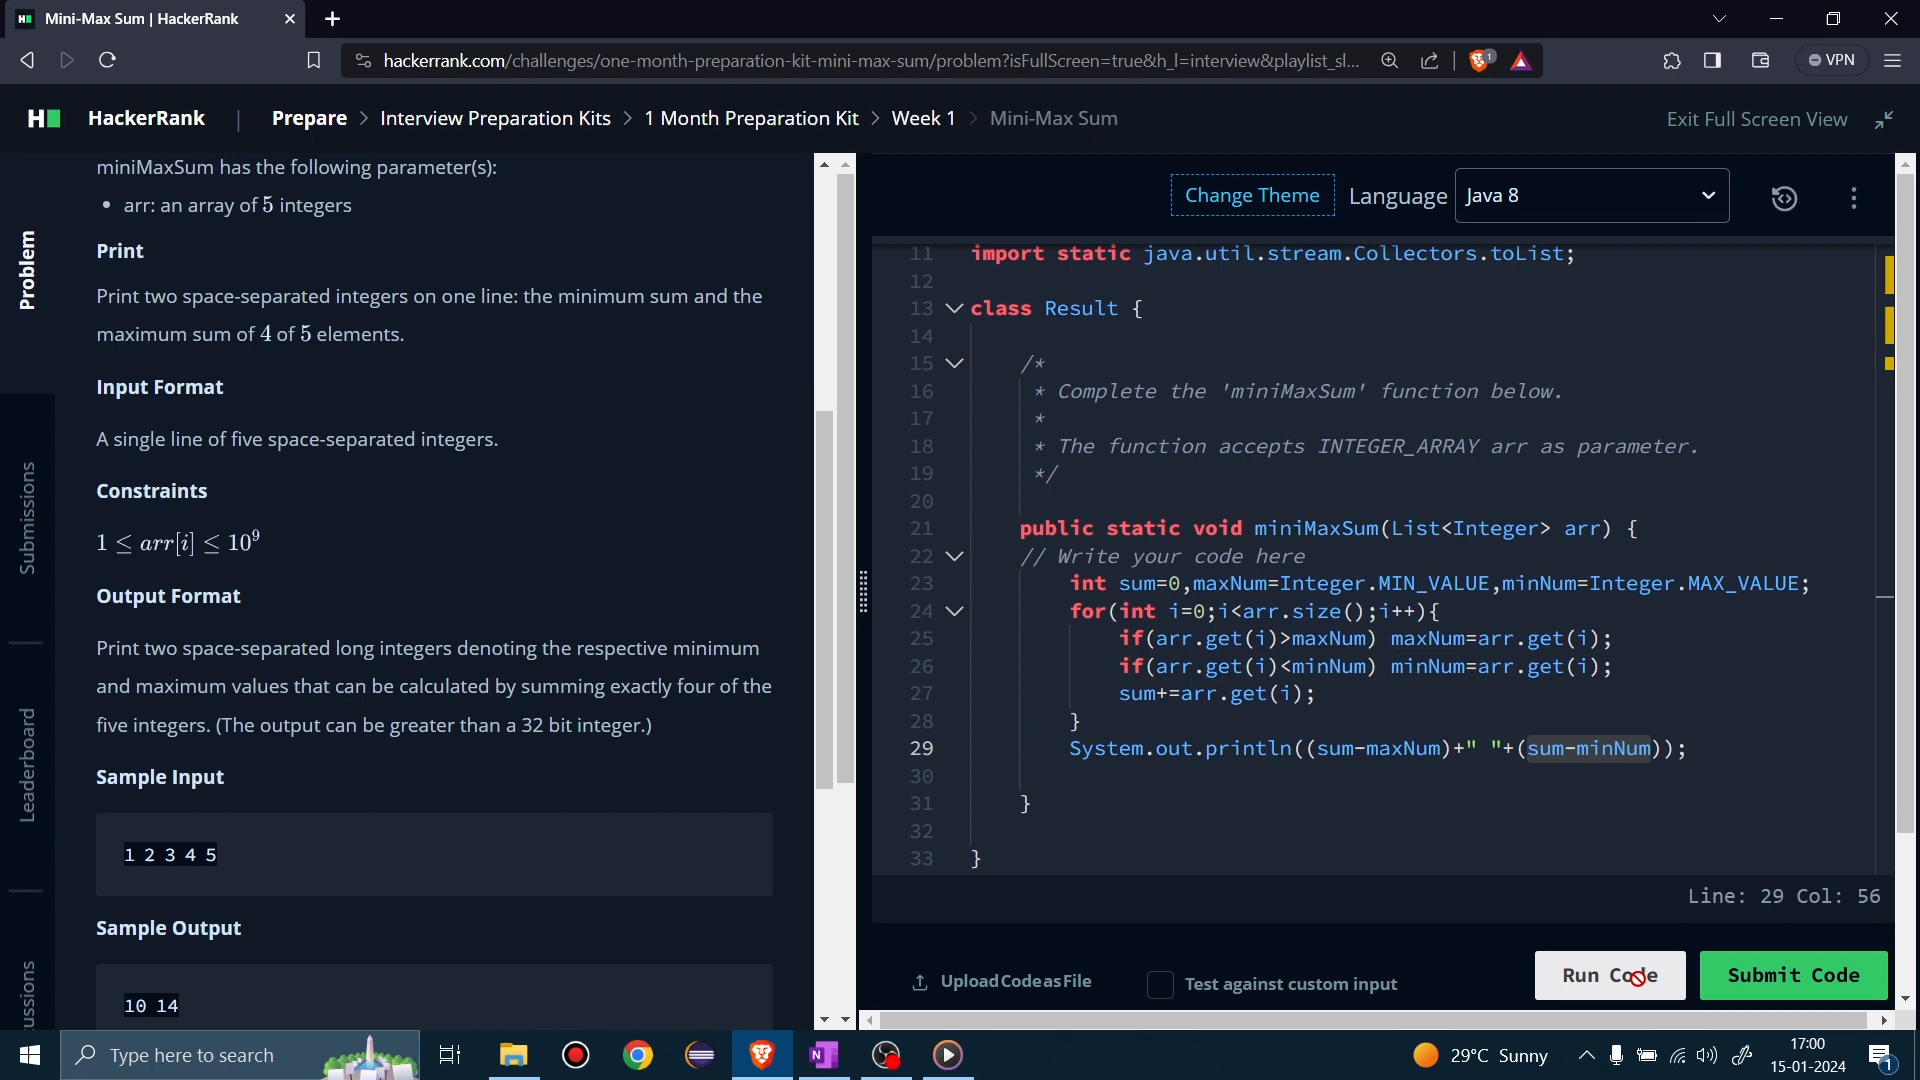 Mini-Max Sum | HackerRank
hackerrank.com/challenges/one-month-preparation-kit-mini-max-sum/problem?isFullScreen=true&h_l=interview&playlist_sl...
1
VPN
H
HackerRank | Prepare > Interview Preparation Kits > 1 Month Preparation Kit > Week 1 > Mini-Max Sum
Exit Full Screen View
Problem
Submissions
Leaderboard
ussions
miniMaxSum has the following parameter(s):
• arr: an array of 5 integers
Print
Print two space-separated integers on one line: the minimum sum and the
maximum sum of 4 of 5 elements.
Input Format
A single line of five space-separated integers.
Constraints
1 ≤ arr[i] ≤ 10⁹
Output Format
Print two space-separated long integers denoting the respective minimum
and maximum values that can be calculated by summing exactly four of the
five integers. (The output can be greater than a 32 bit integer.)
Sample Input
1 2 3 4 5
Sample Output
10 14
Change Theme
Language
Java 8
11 import static java.util.stream.Collectors.toList;
12
13 class Result {
14
15 /*
16 * Complete the 'miniMaxSum' function below.
17 *
18 * The function accepts INTEGER_ARRAY arr as parameter.
19 */
20
21 public static void miniMaxSum(List<Integer> arr) {
22 // Write your code here
23 int sum=0,maxNum=Integer.MIN_VALUE,minNum=Integer.MAX_VALUE;
24 for(int i=0;i<arr.size();i++){
25 if(arr.get(i)>maxNum) maxNum=arr.get(i);
26 if(arr.get(i)<minNum) minNum=arr.get(i);
27 sum+=arr.get(i);
28 }
29 System.out.println((sum-maxNum)+" "+(sum-minNum));
30
31 }
32
33 }
Line: 29 Col: 56
Upload Code as File
Test against custom input
Run Code
Submit Code
Type here to search
29°C Sunny
17:00
15-01-2024
1